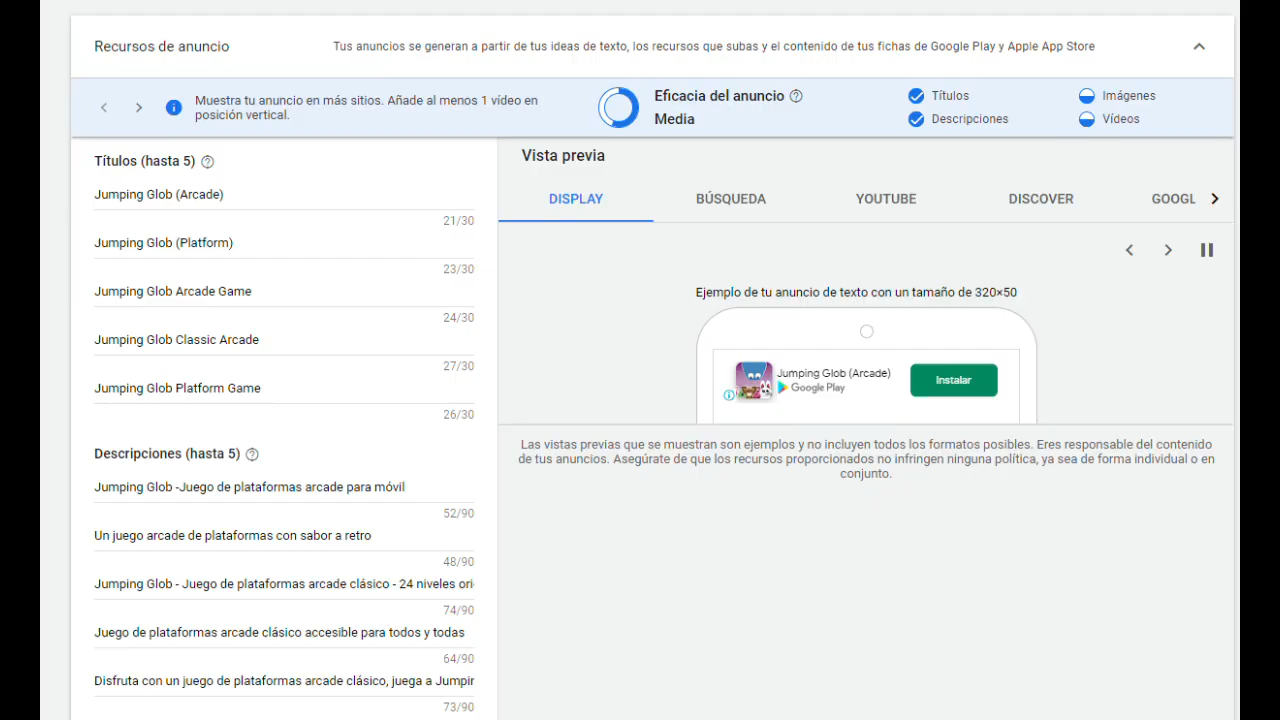 Recursos de anuncio
Tus anuncios se generan a partir de tus ideas de texto, los recursos que subas y el contenido de tus fichas de Google Play y Apple App Store
Muestra tu anuncio en más sitios. Añade al menos 1 vídeo en
posición vertical.
Eficacia del anuncio
Media
Títulos
Descripciones
Imágenes
Vídeos
Títulos (hasta 5)
Jumping Glob (Arcade)
21/30
Jumping Glob (Platform)
23/30
Jumping Glob Arcade Game
24/30
Jumping Glob Classic Arcade
27/30
Jumping Glob Platform Game
26/30
Descripciones (hasta 5)
Jumping Glob -Juego de plataformas arcade para móvil
52/90
Un juego arcade de plataformas con sabor a retro
48/90
Jumping Glob - Juego de plataformas arcade clásico - 24 niveles ori
74/90
Juego de plataformas arcade clásico accesible para todos y todas
64/90
Disfruta con un juego de plataformas arcade clásico, juega a Jumpir
73/90
Vista previa
DISPLAY
BÚSQUEDA
YOUTUBE
DISCOVER
GOOGL
Ejemplo de tu anuncio de texto con un tamaño de 320×50
Jumping Glob (Arcade)
Google Play
Instalar
Las vistas previas que se muestran son ejemplos y no incluyen todos los formatos posibles. Eres responsable del contenido
de tus anuncios. Asegúrate de que los recursos proporcionados no infringen ninguna política, ya sea de forma individual o en
conjunto.